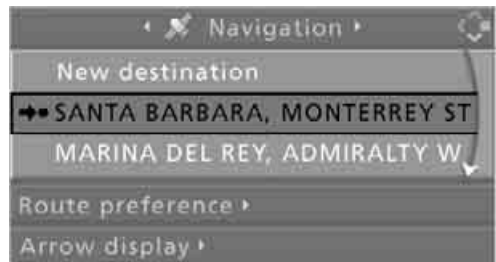 Navigation
New destination
SANTA BARBARA, MONTERREY ST
MARINA DEL REY, ADMIRALTY W
Route preference
Arrow display